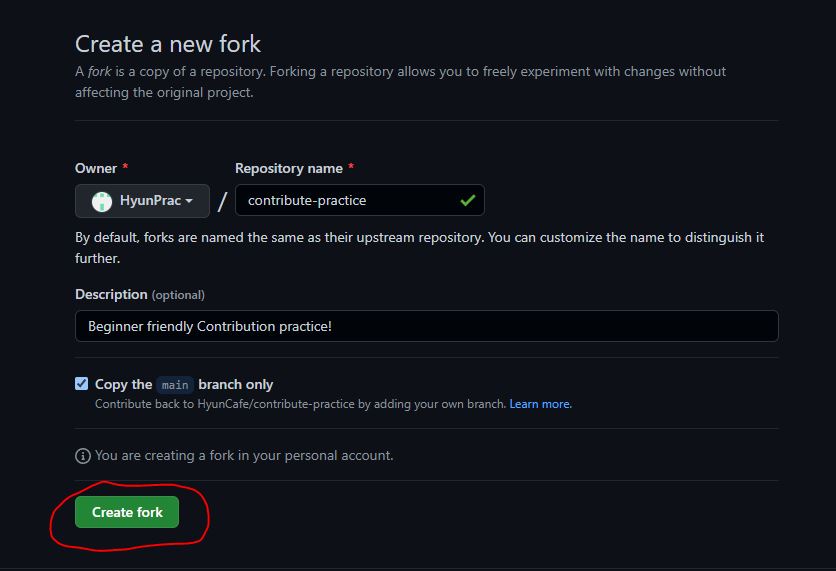 Create a new fork
A fork is a copy of a repository. Forking a repository allows you to freely experiment with changes without
affecting the original project.
Owner * Repository name *
HyunPrac / contribute-practice
By default, forks are named the same as their upstream repository. You can customize the name to distinguish it
further.
Description (optional)
Beginner friendly Contribution practice!
Copy the main branch only
Contribute back to HyunCafe/contribute-practice by adding your own branch. Learn more.
You are creating a fork in your personal account.
Create fork